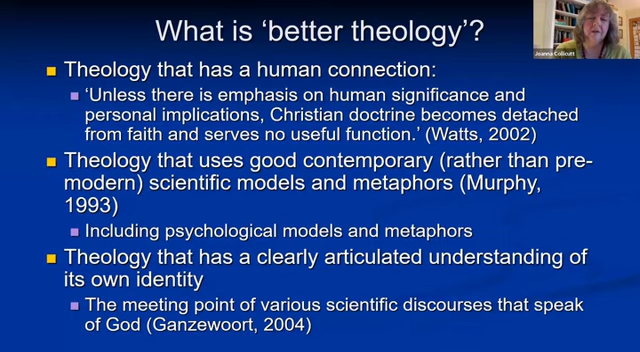 What is 'better theology'?
Joanna Collicutt
Theology that has a human connection:
'Unless there is emphasis on human significance and
personal implications, Christian doctrine becomes detached
from faith and serves no useful function.' (Watts, 2002)
Theology that uses good contemporary (rather than pre-
modern) scientific models and metaphors (Murphy,
1993)
Including psychological models and metaphors
Theology that has a clearly articulated understanding of
its own identity
The meeting point of various scientific discourses that speak
of God (Ganzewoort, 2004)